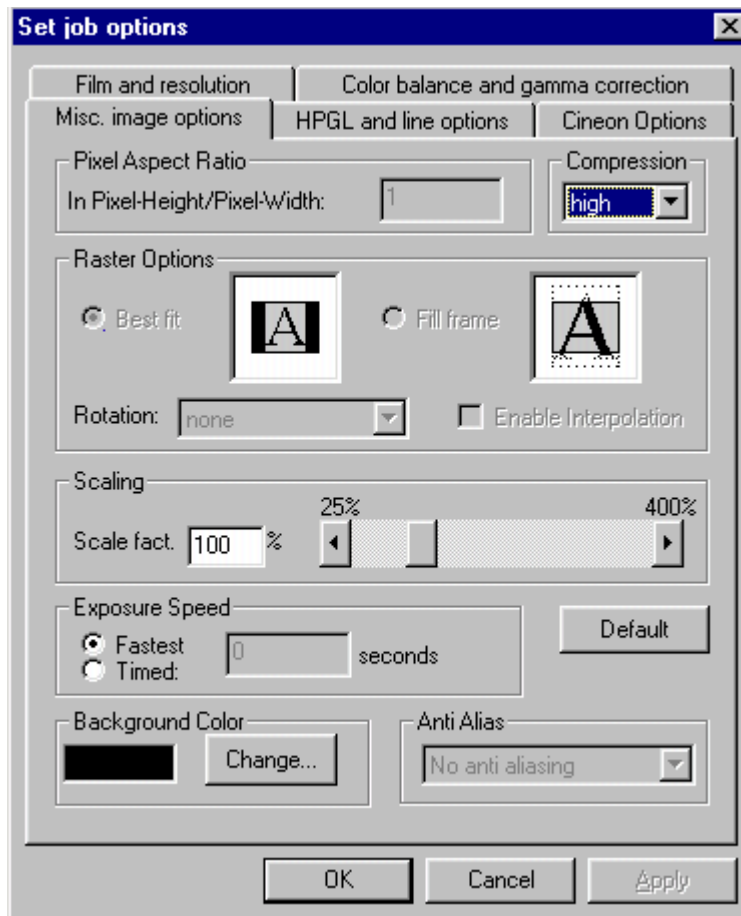 Set job options
Film and resolution
Color balance and gamma correction
Misc. image options
HPGL and line options
Cineon Options
Pixel Aspect Ratio
In Pixel-Height/Pixel-Width: 1
Compression
high
Raster Options
Best fit
A
Fill frame
A
Rotation: none
Enable Interpolation
Scaling
25% 400%
Scale fact. 100 %
Exposure Speed
Fastest
Timed: 0 seconds
Default
Background Color
Change...
Anti Alias
No anti aliasing
OK Cancel Apply